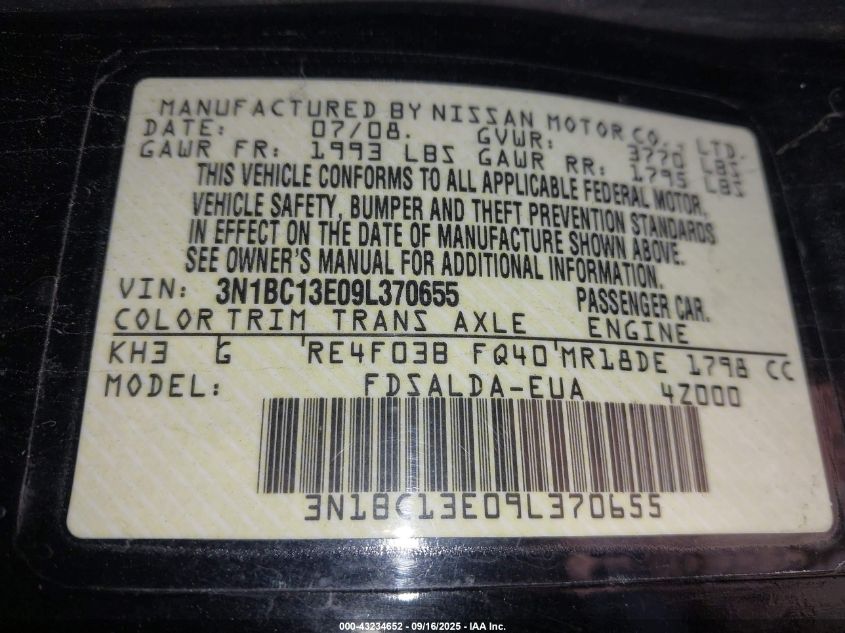 MANUFACTURED BY NISSAN MOTOR CO., LTD.
DATE: 07/08. GVWR: 3770 LBS
GAWR FR: 1993 LBS GAWR RR: 1795 LBS
THIS VEHICLE CONFORMS TO ALL APPLICABLE FEDERAL MOTOR
VEHICLE SAFETY, BUMPER AND THEFT PREVENTION STANDARDS
IN EFFECT ON THE DATE OF MANUFACTURE SHOWN ABOVE.
SEE OWNER'S MANUAL FOR ADDITIONAL INFORMATION.
VIN: 3N1BC13E09L370655 PASSENGER CAR.
COLOR TRIM TRANS AXLE ENGINE
KH3 G RE4F03B FQ40 MR18DE 1798 CC
MODEL: FDSALDA-EUA 4Z000
3N1BC13E09L370655
000-43234652 - 09/16/2025 - IAA Inc.